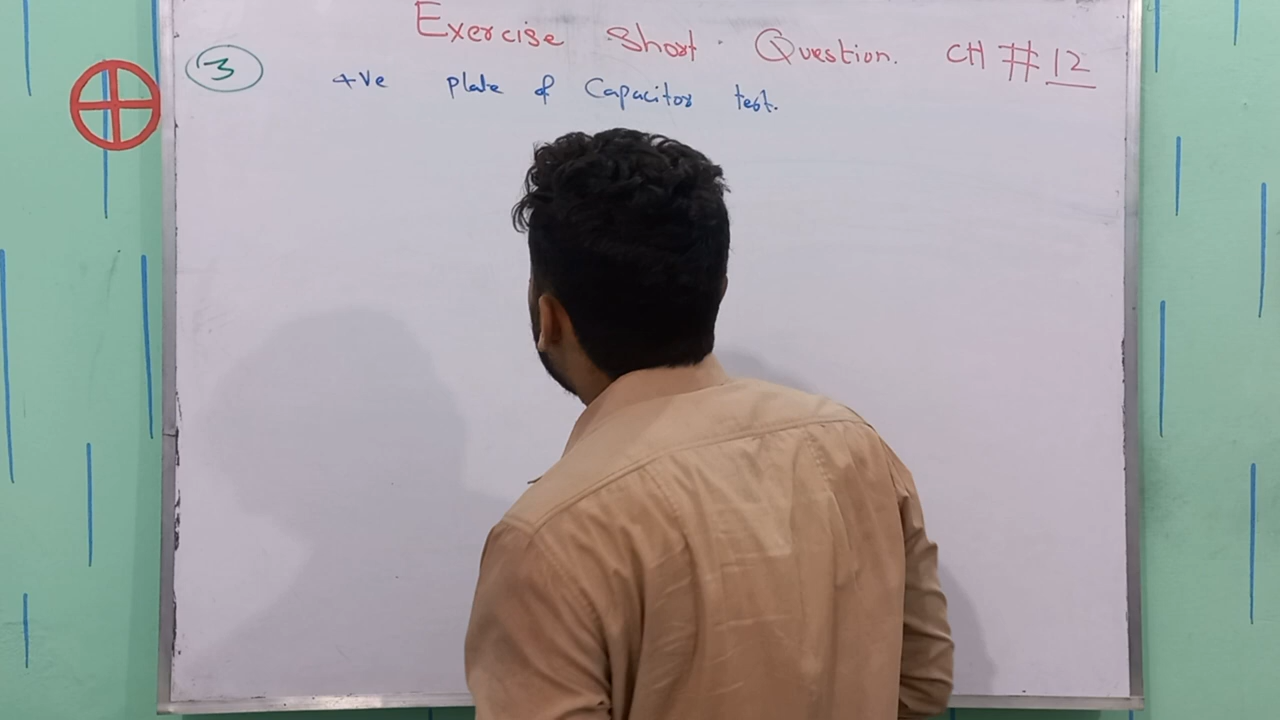 Exercise Short Question. CH # 12
3 +ve plate of Capacitor test.